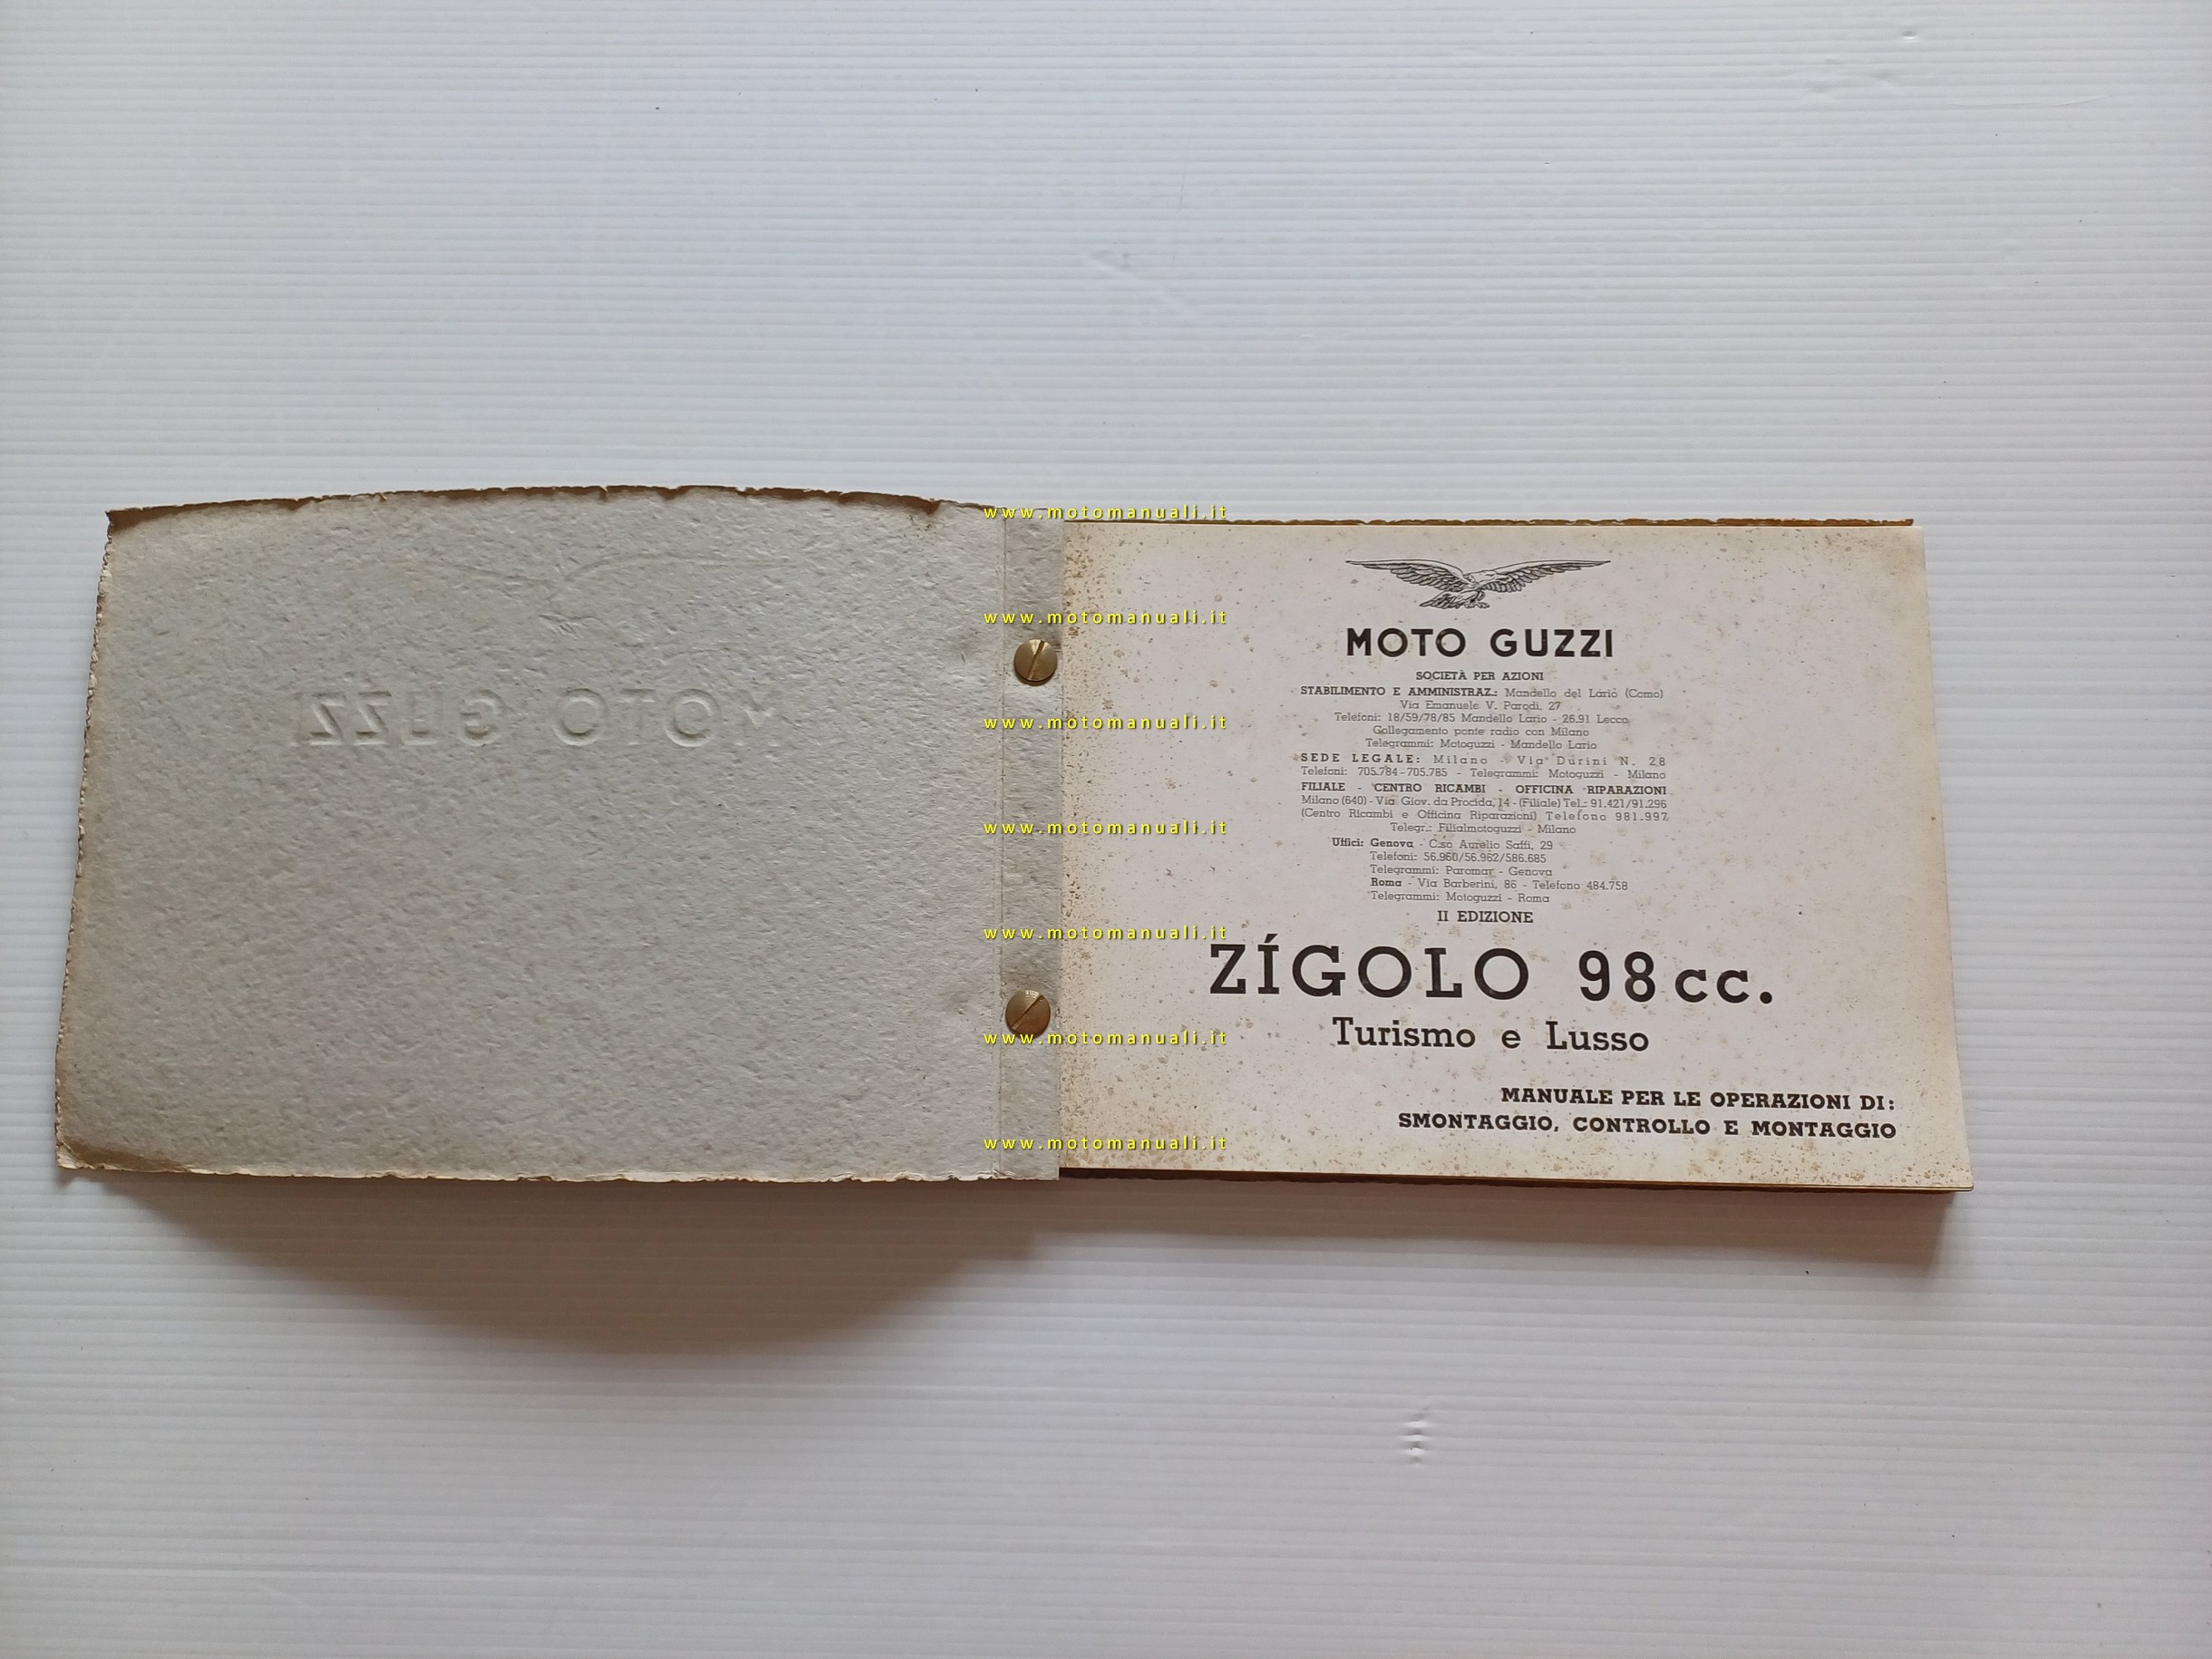 MOTO GUZZI
MOTO GUZZI
SOCIETÀ PER AZIONI
STABILIMENTO E AMMINISTRAZ.: Mandello del Lario (Como)
Via Emanuele V. Parodi, 27
Telefoni: 18/59/78/85 Mandello Lario - 26.91 Lecco
Collegamento ponte radio con Milano
Telegrammi: Motoguzzi - Mandello Lario
SEDE LEGALE: Milano - Via Durini N. 28
Telefoni: 705.784-705.785 - Telegrammi: Motoguzzi - Milano
FILIALE - CENTRO RICAMBI - OFFICINA RIPARAZIONI
Milano (640) - Via Giov. da Procida, 14 - (Filiale) Tel.: 91.421/91.296
(Centro Ricambi e Officina Riparazioni) Telefono 981.997
Telegr.: Filialmotoguzzi - Milano
Uffici: Genova - C.so Aurelio Saffi, 29
Telefoni: 56.960/56.962/586.685
Telegrammi: Paromar - Genova
Roma - Via Barberini, 86 - Telefono 484.758
Telegrammi: Motoguzzi - Roma
II EDIZIONE
ZÍGOLO 98cc.
Turismo e Lusso
MANUALE PER LE OPERAZIONI DI:
SMONTAGGIO, CONTROLLO E MONTAGGIO
www.motomanuali.it
www.motomanuali.it
www.motomanuali.it
www.motomanuali.it
www.motomanuali.it
www.motomanuali.it
www.motomanuali.it